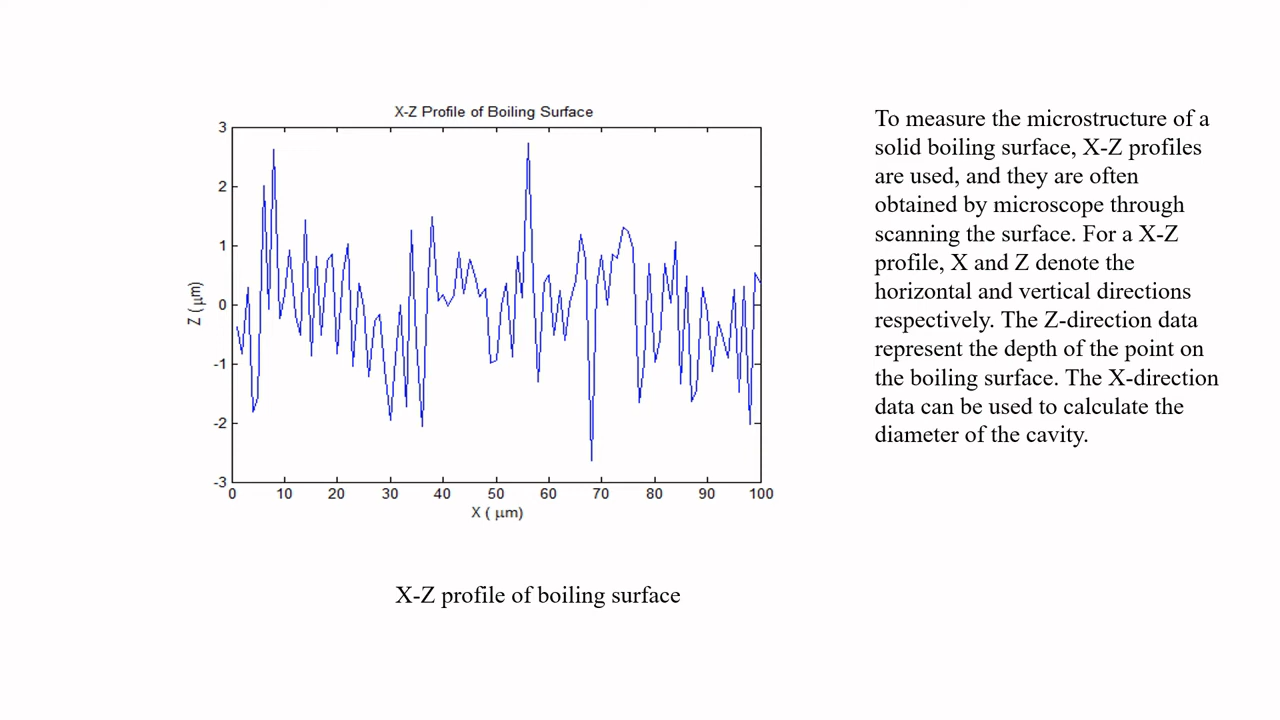 X-Z Profile of Boiling Surface
3
2
1
0
-1
-2
-3
Z (μm)
0 10 20 30 40 50 60 70 80 90 100
X ( μm)
X-Z profile of boiling surface
To measure the microstructure of a
solid boiling surface, X-Z profiles
are used, and they are often
obtained by microscope through
scanning the surface. For a X-Z
profile, X and Z denote the
horizontal and vertical directions
respectively. The Z-direction data
represent the depth of the point on
the boiling surface. The X-direction
data can be used to calculate the
diameter of the cavity.